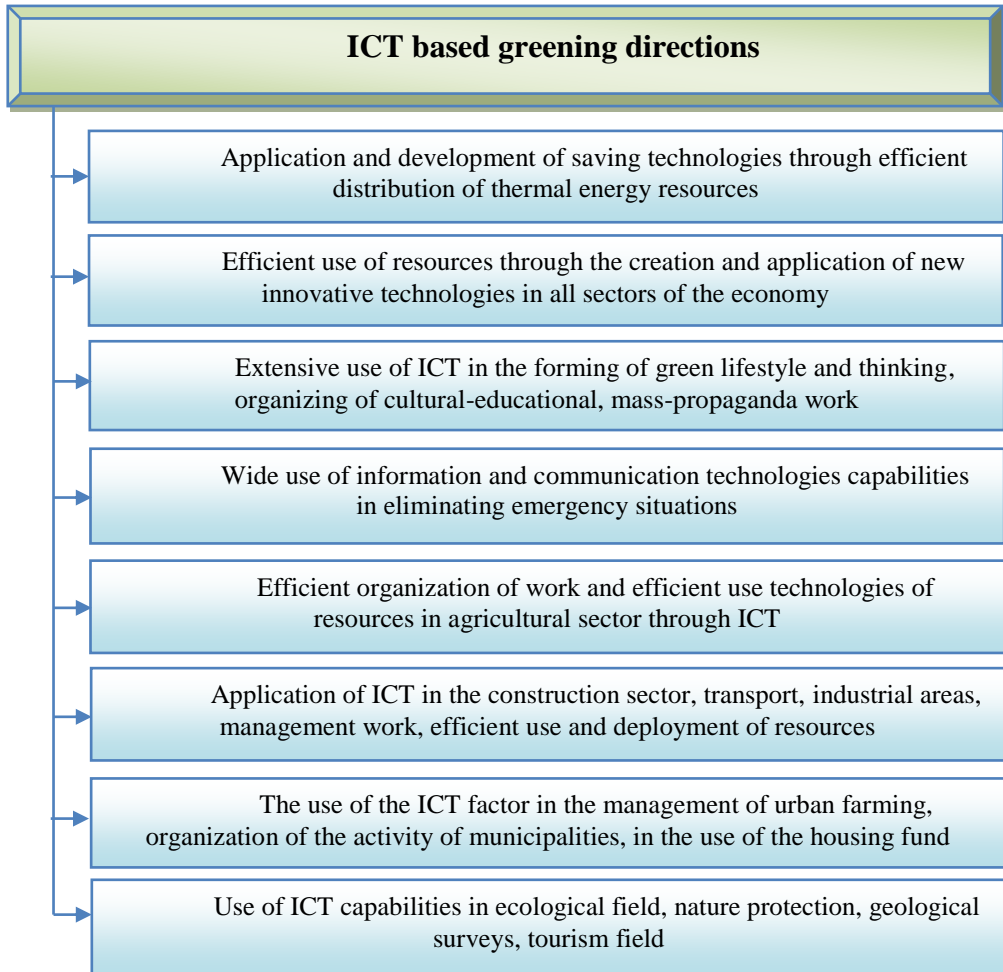 ICT based greening directions
Application and development of saving technologies through efficient
distribution of thermal energy resources
Efficient use of resources through the creation and application of new
innovative technologies in all sectors of the economy
Extensive use of ICT in the forming of green lifestyle and thinking,
organizing of cultural-educational, mass-propaganda work
Wide use of information and communication technologies capabilities
in eliminating emergency situations
Efficient organization of work and efficient use technologies of
resources in agricultural sector through ICT
Application of ICT in the construction sector, transport, industrial areas,
management work, efficient use and deployment of resources
The use of the ICT factor in the management of urban farming,
organization of the activity of municipalities, in the use of the housing fund
Use of ICT capabilities in ecological field, nature protection, geological
surveys, tourism field